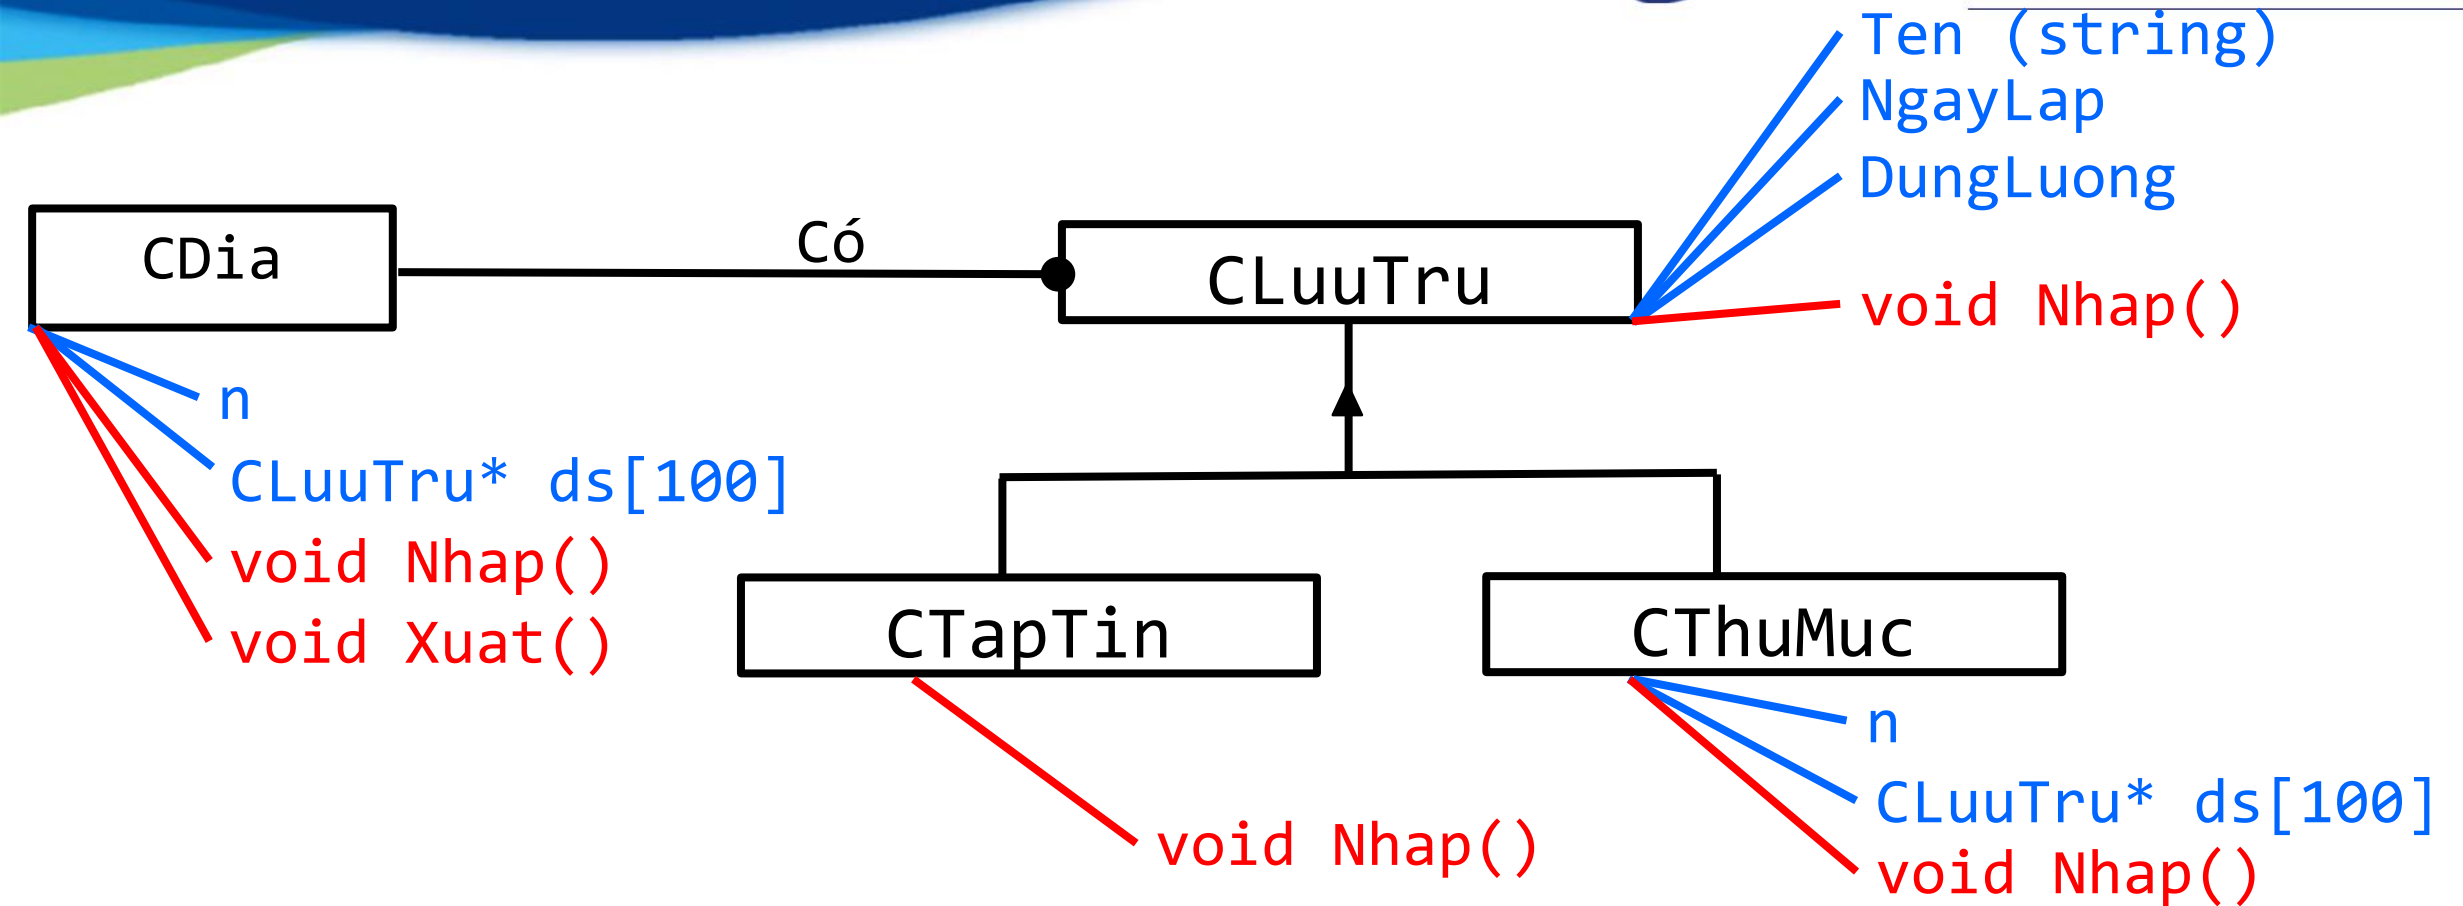 Ten (string)
NgayLap
DungLuong
void Nhap()
CDia
Có
CLuuTru
n
CLuuTru* ds[100]
void Nhap()
void Xuat()
CTapTin
CThuMuc
void Nhap()
n
CLuuTru* ds[100]
void Nhap()